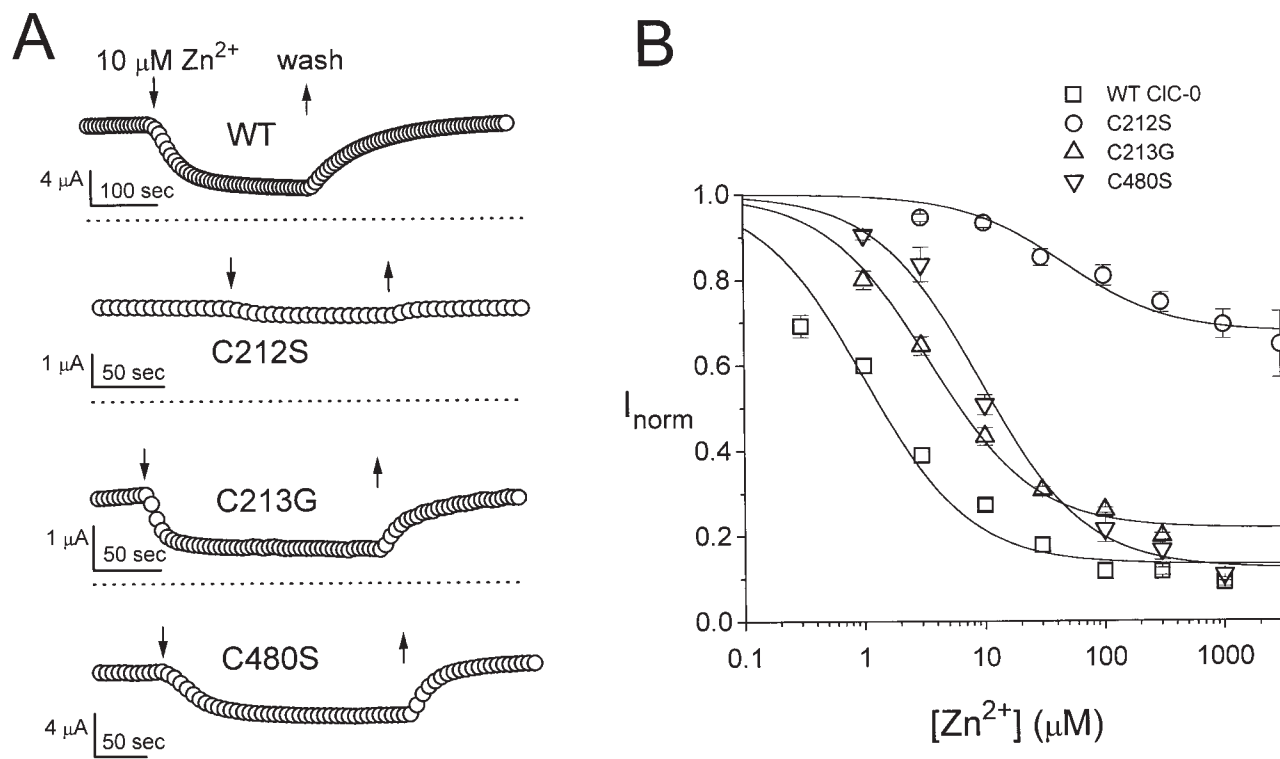 A
10 μM Zn2+ wash
WT
4 μA
100 sec
C212S
1 μA
50 sec
C213G
1 μA
50 sec
C480S
4 μA
50 sec
B
WT ClC-0
C212S
C213G
C480S
1.0
0.8
0.6
0.4
0.2
0.0
Inorm
0.1 1 10 100 1000
[Zn2+] (μM)